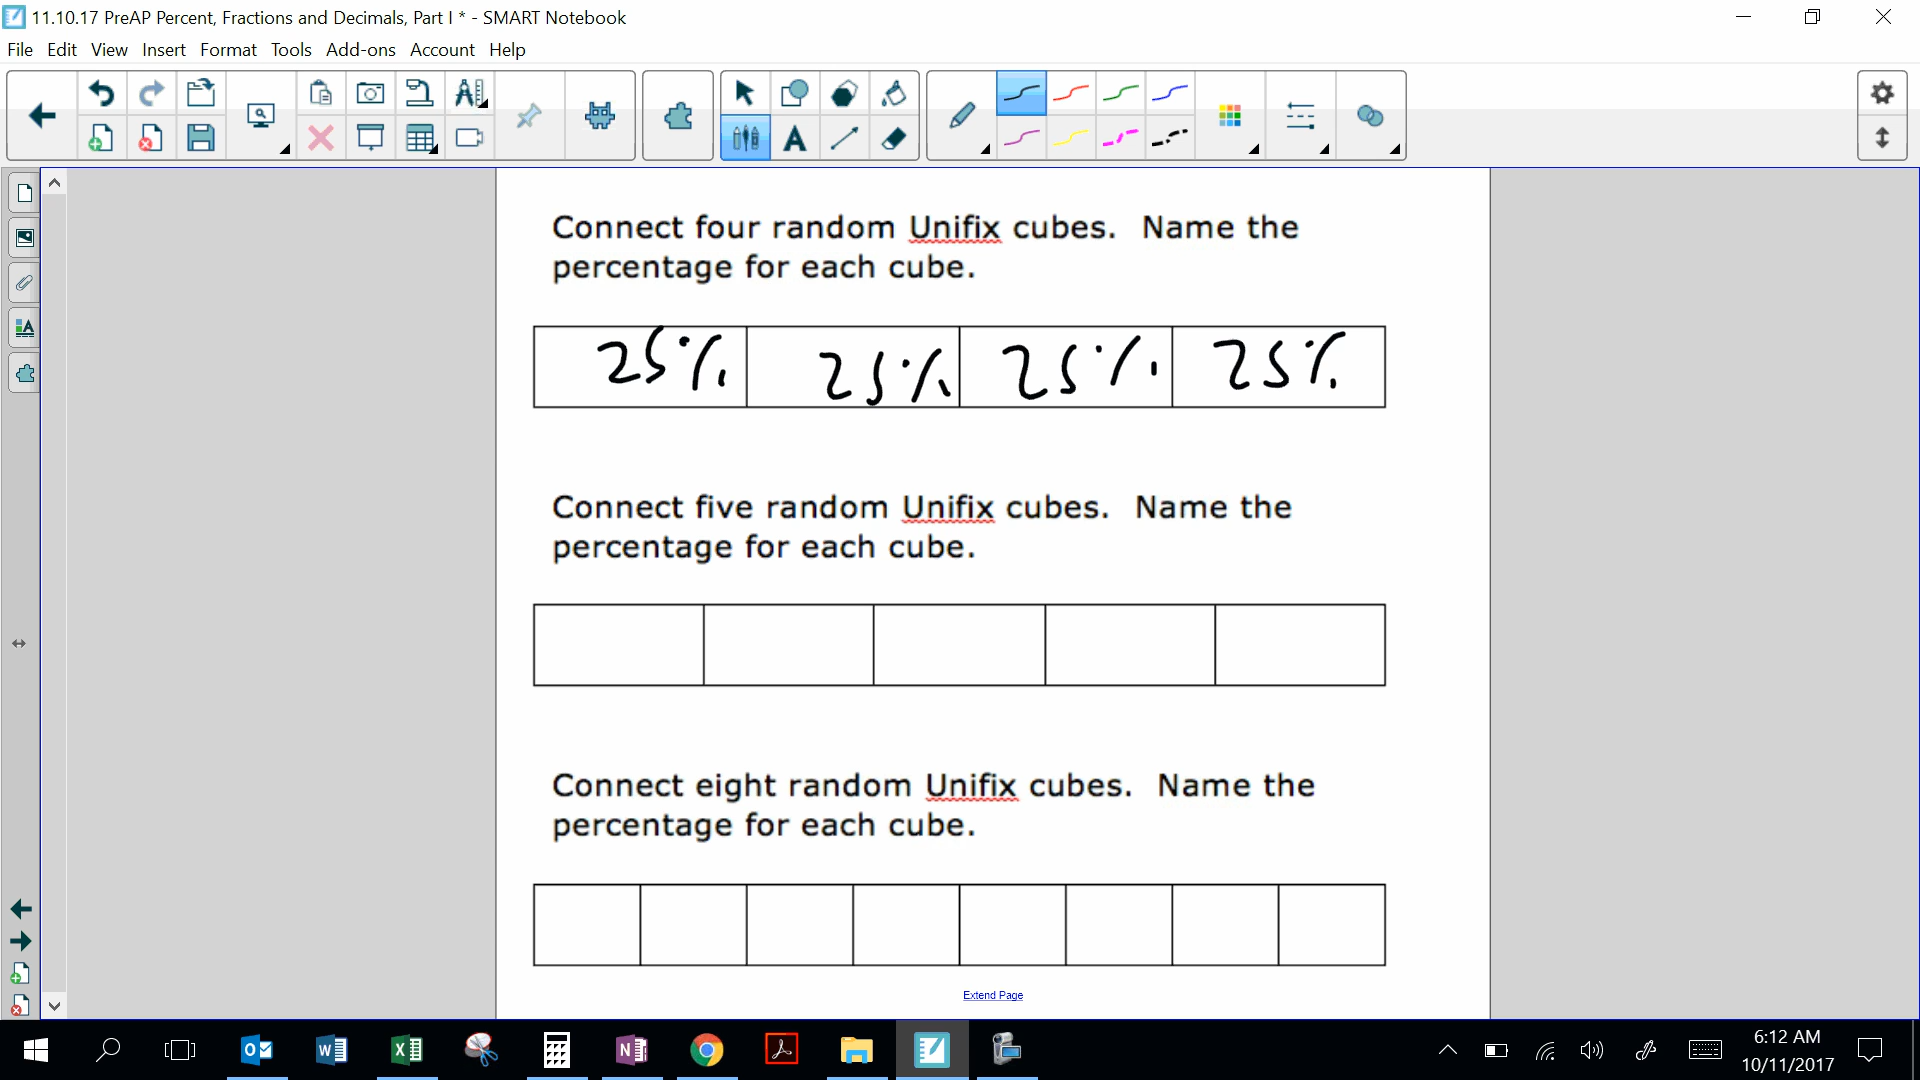 11.10.17 PreAP Percent, Fractions and Decimals, Part I * - SMART Notebook
File Edit View Insert Format Tools Add-ons Account Help
Connect four random Unifix cubes. Name the
percentage for each cube.
25% 25% 25% 25%
Connect five random Unifix cubes. Name the
percentage for each cube.
Connect eight random Unifix cubes. Name the
percentage for each cube.
Extend Page
6:12 AM
10/11/2017